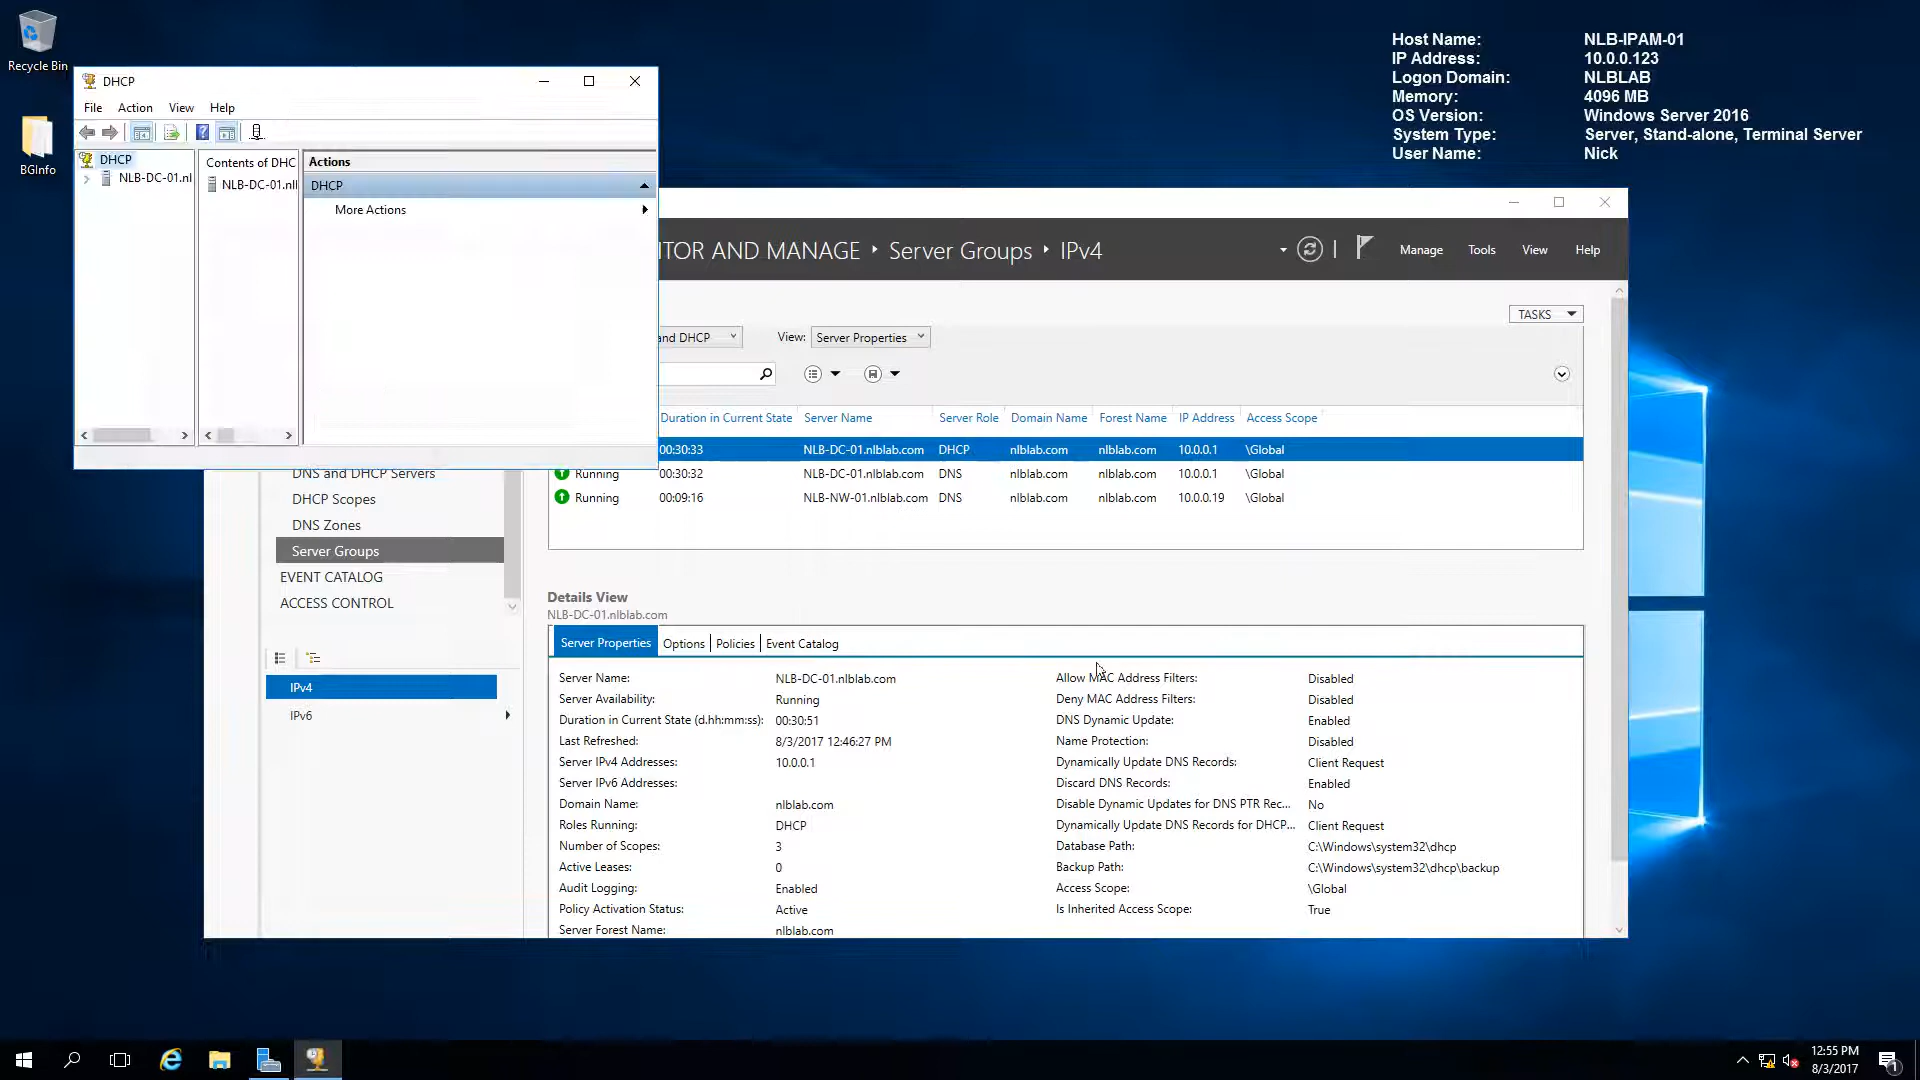 Recycle Bin
BGInfo
Host Name: NLB-IPAM-01
IP Address: 10.0.0.123
Logon Domain: NLBLAB
Memory: 4096 MB
OS Version: Windows Server 2016
System Type: Server, Stand-alone, Terminal Server
User Name: Nick
DHCP
File Action View Help
DHCP
NLB-DC-01.nl
Contents of DHC
NLB-DC-01.nll
Actions
DHCP
More Actions
ITOR AND MANAGE Server Groups IPv4
Manage Tools View Help
TASKS
and DHCP View: Server Properties
Duration in Current State Server Name Server Role Domain Name Forest Name IP Address Access Scope
00:30:33 NLB-DC-01.nlblab.com DHCP nlblab.com nlblab.com 10.0.0.1 \Global
Running 00:30:32 NLB-DC-01.nlblab.com DNS nlblab.com nlblab.com 10.0.0.1 \Global
Running 00:09:16 NLB-NW-01.nlblab.com DNS nlblab.com nlblab.com 10.0.0.19 \Global
DNS and DHCP Servers
DHCP Scopes
DNS Zones
Server Groups
EVENT CATALOG
ACCESS CONTROL
IPv4
IPv6
Details View
NLB-DC-01.nlblab.com
Server Properties Options Policies Event Catalog
Server Name: NLB-DC-01.nlblab.com
Server Availability: Running
Duration in Current State (d.hh:mm:ss): 00:30:51
Last Refreshed: 8/3/2017 12:46:27 PM
Server IPv4 Addresses: 10.0.0.1
Server IPv6 Addresses:
Domain Name: nlblab.com
Roles Running: DHCP
Number of Scopes: 3
Active Leases: 0
Audit Logging: Enabled
Policy Activation Status: Active
Server Forest Name: nlblab.com
Allow MAC Address Filters: Disabled
Deny MAC Address Filters: Disabled
DNS Dynamic Update: Enabled
Name Protection: Disabled
Dynamically Update DNS Records: Client Request
Discard DNS Records: Enabled
Disable Dynamic Updates for DNS PTR Rec... No
Dynamically Update DNS Records for DHCP... Client Request
Database Path: C:\Windows\system32\dhcp
Backup Path: C:\Windows\system32\dhcp\backup
Access Scope: \Global
Is Inherited Access Scope: True
12:55 PM
8/3/2017
1